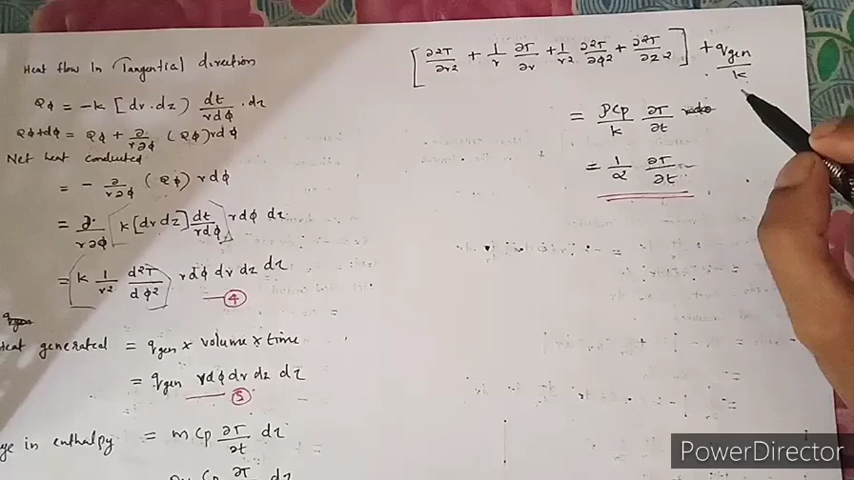 Heat flow In Tangential direction
Qϕ = -k [dr.dz] dt/rdϕ . dτ
Qϕ+dϕ = Qϕ + ∂/r∂ϕ (Qϕ) rdϕ
Net heat conducted
= - ∂/r∂ϕ (Qϕ) rdϕ
= ∂/r∂ϕ [k [dr dz] dt/rdϕ] rdϕ dτ
= [k 1/r² d²T/dϕ²] rdϕ dr dz dτ
④
Heat generated = qgen × volume × time
= qgen rdϕ dr dz dτ
⑤
ge in enthalpy = m Cp ∂T/∂t dτ
Cp ∂T dτ
[∂²T/∂r² + 1/r ∂T/∂r + 1/r² ∂²T/∂ϕ² + ∂²T/∂z²] + qgen/k
= ρCp/k ∂T/∂t
= 1/α ∂T/∂t
PowerDirector